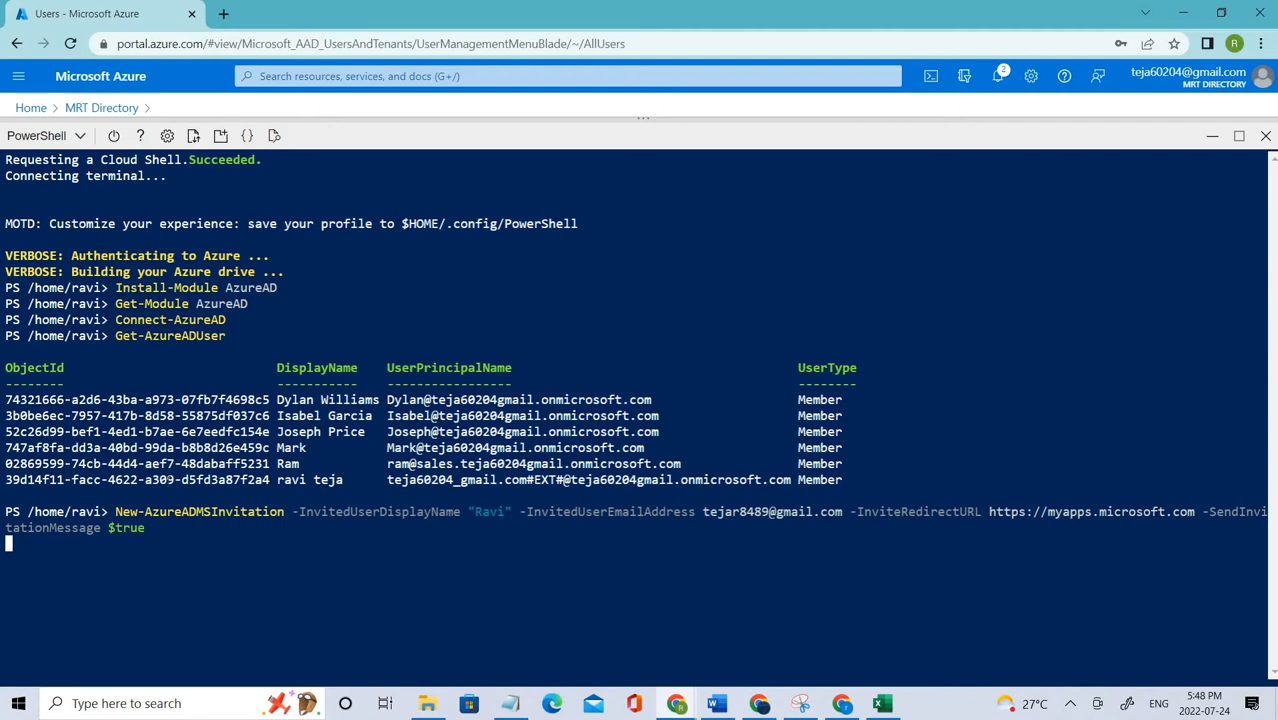 Users - Microsoft Azure
portal.azure.com/#view/Microsoft_AAD_UsersAndTenants/UserManagementMenuBlade/~/AllUsers
R
Microsoft Azure
Search resources, services, and docs (G+/)
2
teja60204@gmail.com
MRT DIRECTORY
Home > MRT Directory >
PowerShell
Requesting a Cloud Shell.Succeeded.
Connecting terminal...
MOTD: Customize your experience: save your profile to $HOME/.config/PowerShell
VERBOSE: Authenticating to Azure ...
VERBOSE: Building your Azure drive ...
PS /home/ravi> Install-Module AzureAD
PS /home/ravi> Get-Module AzureAD
PS /home/ravi> Connect-AzureAD
PS /home/ravi> Get-AzureADUser
ObjectId DisplayName UserPrincipalName UserType
-------- ----------- ----------------- --------
74321666-a2d6-43ba-a973-07fb7f4698c5 Dylan Williams Dylan@teja60204gmail.onmicrosoft.com Member
3b0be6ec-7957-417b-8d58-55875df037c6 Isabel Garcia Isabel@teja60204gmail.onmicrosoft.com Member
52c26d99-bef1-4ed1-b7ae-6e7eedfc154e Joseph Price Joseph@teja60204gmail.onmicrosoft.com Member
747af8fa-dd3a-40bd-99da-b8b8d26e459c Mark Mark@teja60204gmail.onmicrosoft.com Member
02869599-74cb-44d4-aef7-48dabaff5231 Ram ram@sales.teja60204gmail.onmicrosoft.com Member
39d14f11-facc-4622-a309-d5fd3a87f2a4 ravi teja teja60204_gmail.com#EXT#@teja60204gmail.onmicrosoft.com Member
PS /home/ravi> New-AzureADMSInvitation -InvitedUserDisplayName "Ravi" -InvitedUserEmailAddress tejar8489@gmail.com -InviteRedirectURL https://myapps.microsoft.com -SendInvi
tationMessage $true
Type here to search
27°C
ENG
5:48 PM
2022-07-24